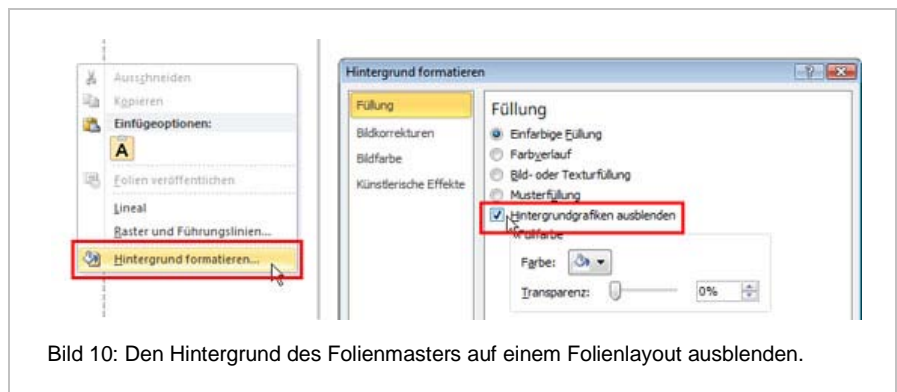 Ausschneiden
Kopieren
Einfügeoptionen:
A
Folien veröffentlichen
Lineal
Raster und Führungslinien...
Hintergrund formatieren...
Hintergrund formatieren
Füllung
Bildkorrekturen
Bildfarbe
Künstlerische Effekte
Füllung
Einfarbige Füllung
Farbverlauf
Bild- oder Texturfüllung
Musterfüllung
Hintergrundgrafiken ausblenden
Füllfarbe
Farbe:
Transparenz: 0%
Bild 10: Den Hintergrund des Folienmasters auf einem Folienlayout ausblenden.